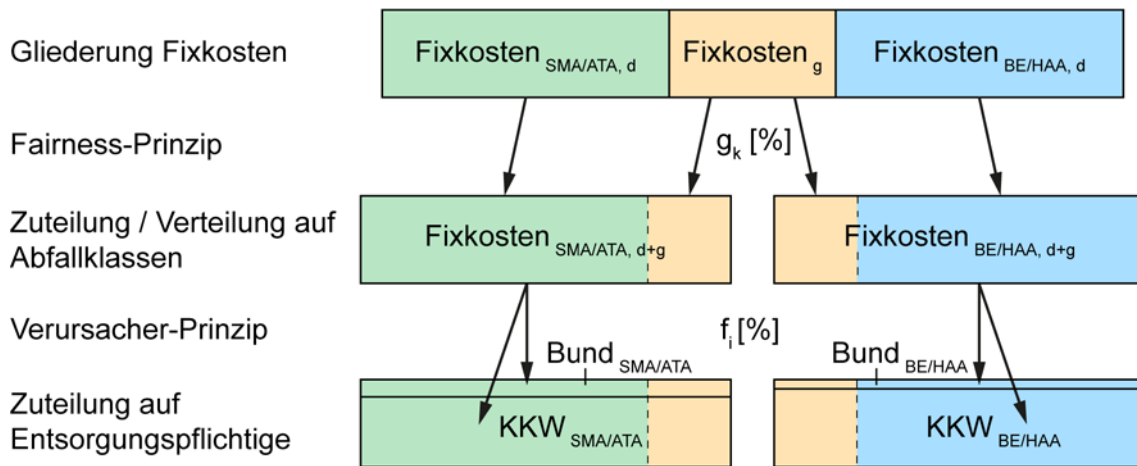 Gliederung Fixkosten
Fixkosten SMA/ATA, d
Fixkosten g
Fixkosten BE/HAA, d
Fairness-Prinzip
g k [%]
Zuteilung / Verteilung auf
Abfallklassen
Fixkosten SMA/ATA, d+g
Fixkosten BE/HAA, d+g
Verursacher-Prinzip
f i [%]
Bund SMA/ATA
Bund BE/HAA
Zuteilung auf
Entsorgungspflichtige
KKW SMA/ATA
KKW BE/HAA